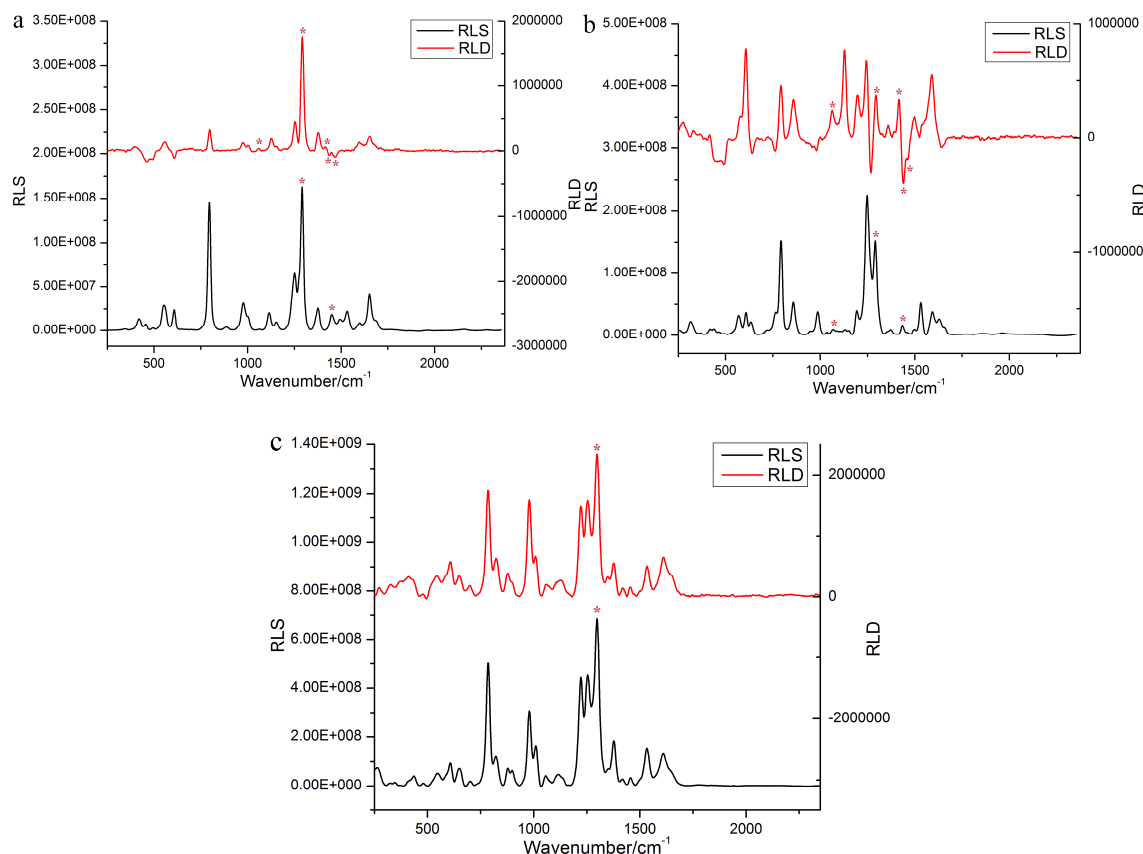 a
3.50E+008
3.00E+008
2.50E+008
2.00E+008
1.50E+008
1.00E+008
5.00E+007
0.00E+000
RLS
2000000
1000000
0
-1000000
-2000000
-3000000
RLD
RLS
RLD
*
*
*
*
*
*
*
500
1000
1500
2000
Wavenumber/cm-1
b
5.00E+008
4.00E+008
3.00E+008
2.00E+008
1.00E+008
0.00E+000
RLS
1000000
0
-1000000
RLD
RLS
RLD
*
*
*
*
*
*
*
*
500
1000
1500
2000
Wavenumber/cm-1
c
1.40E+009
1.20E+009
1.00E+009
8.00E+008
6.00E+008
4.00E+008
2.00E+008
0.00E+000
RLS
2000000
0
-2000000
RLD
RLS
RLD
*
*
500
1000
1500
2000
Wavenumber/cm-1